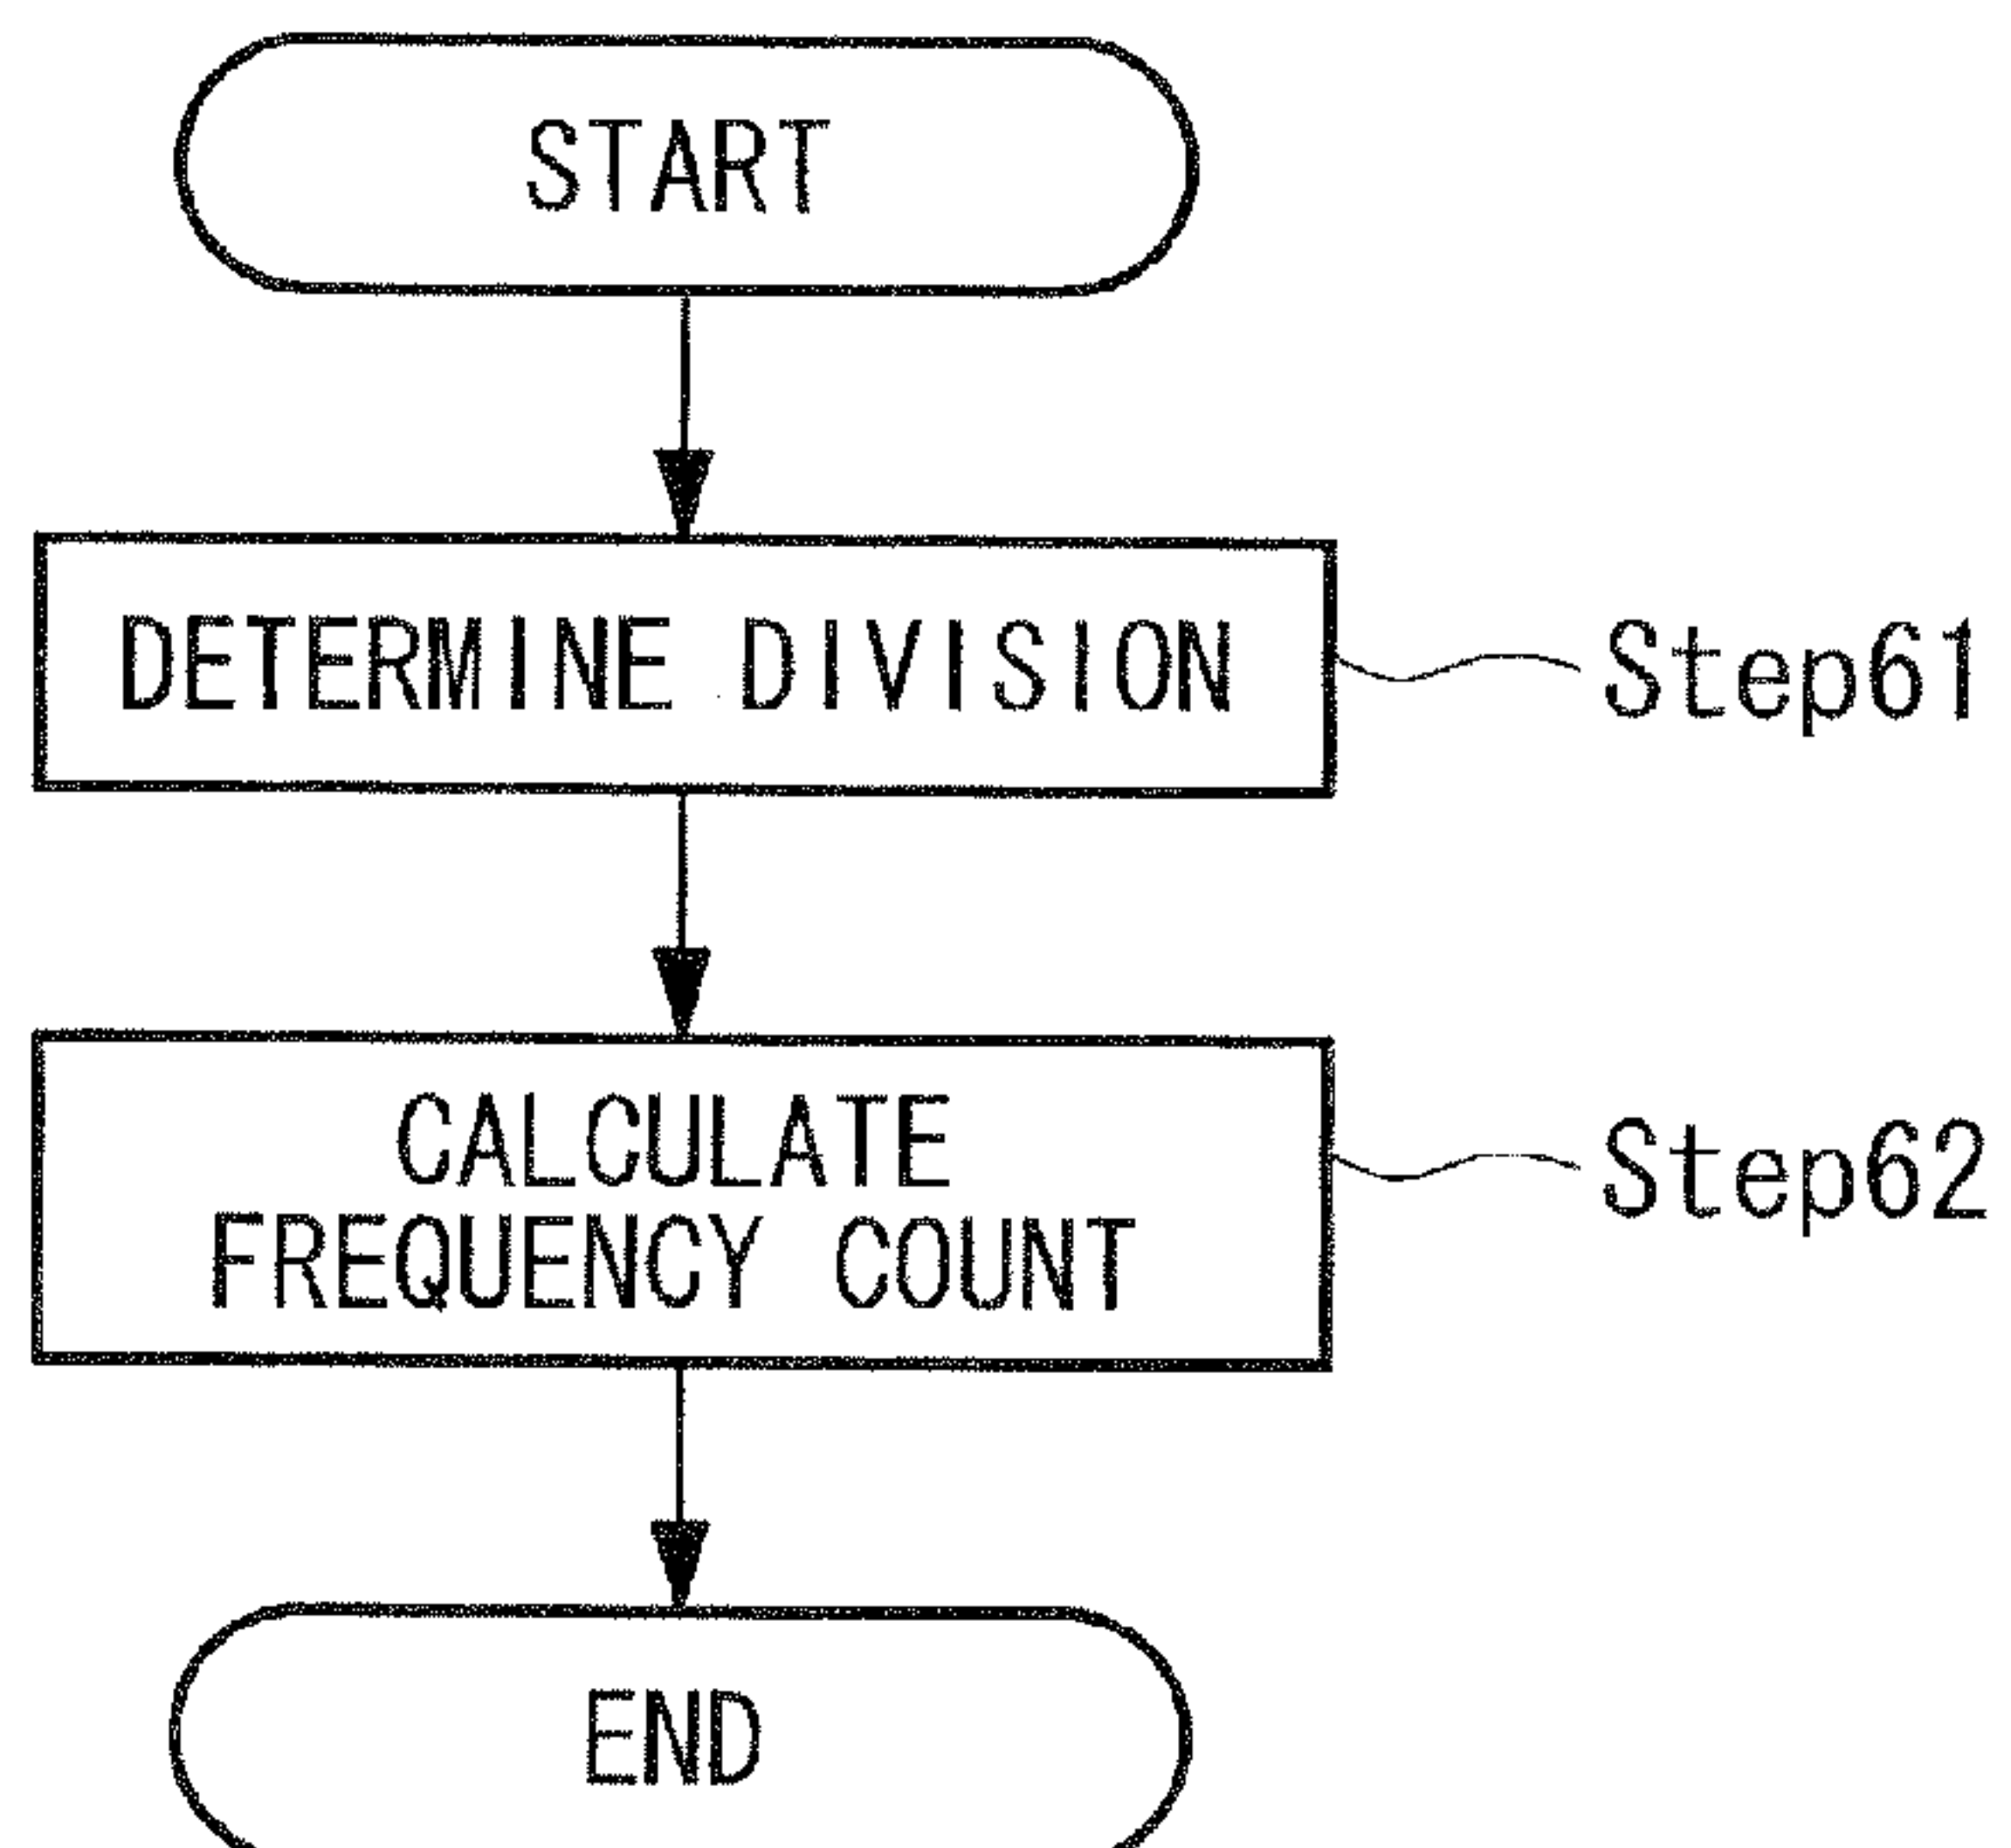 START
DETERMINE DIVISION
Step61
CALCULATE
FREQUENCY COUNT
Step62
END